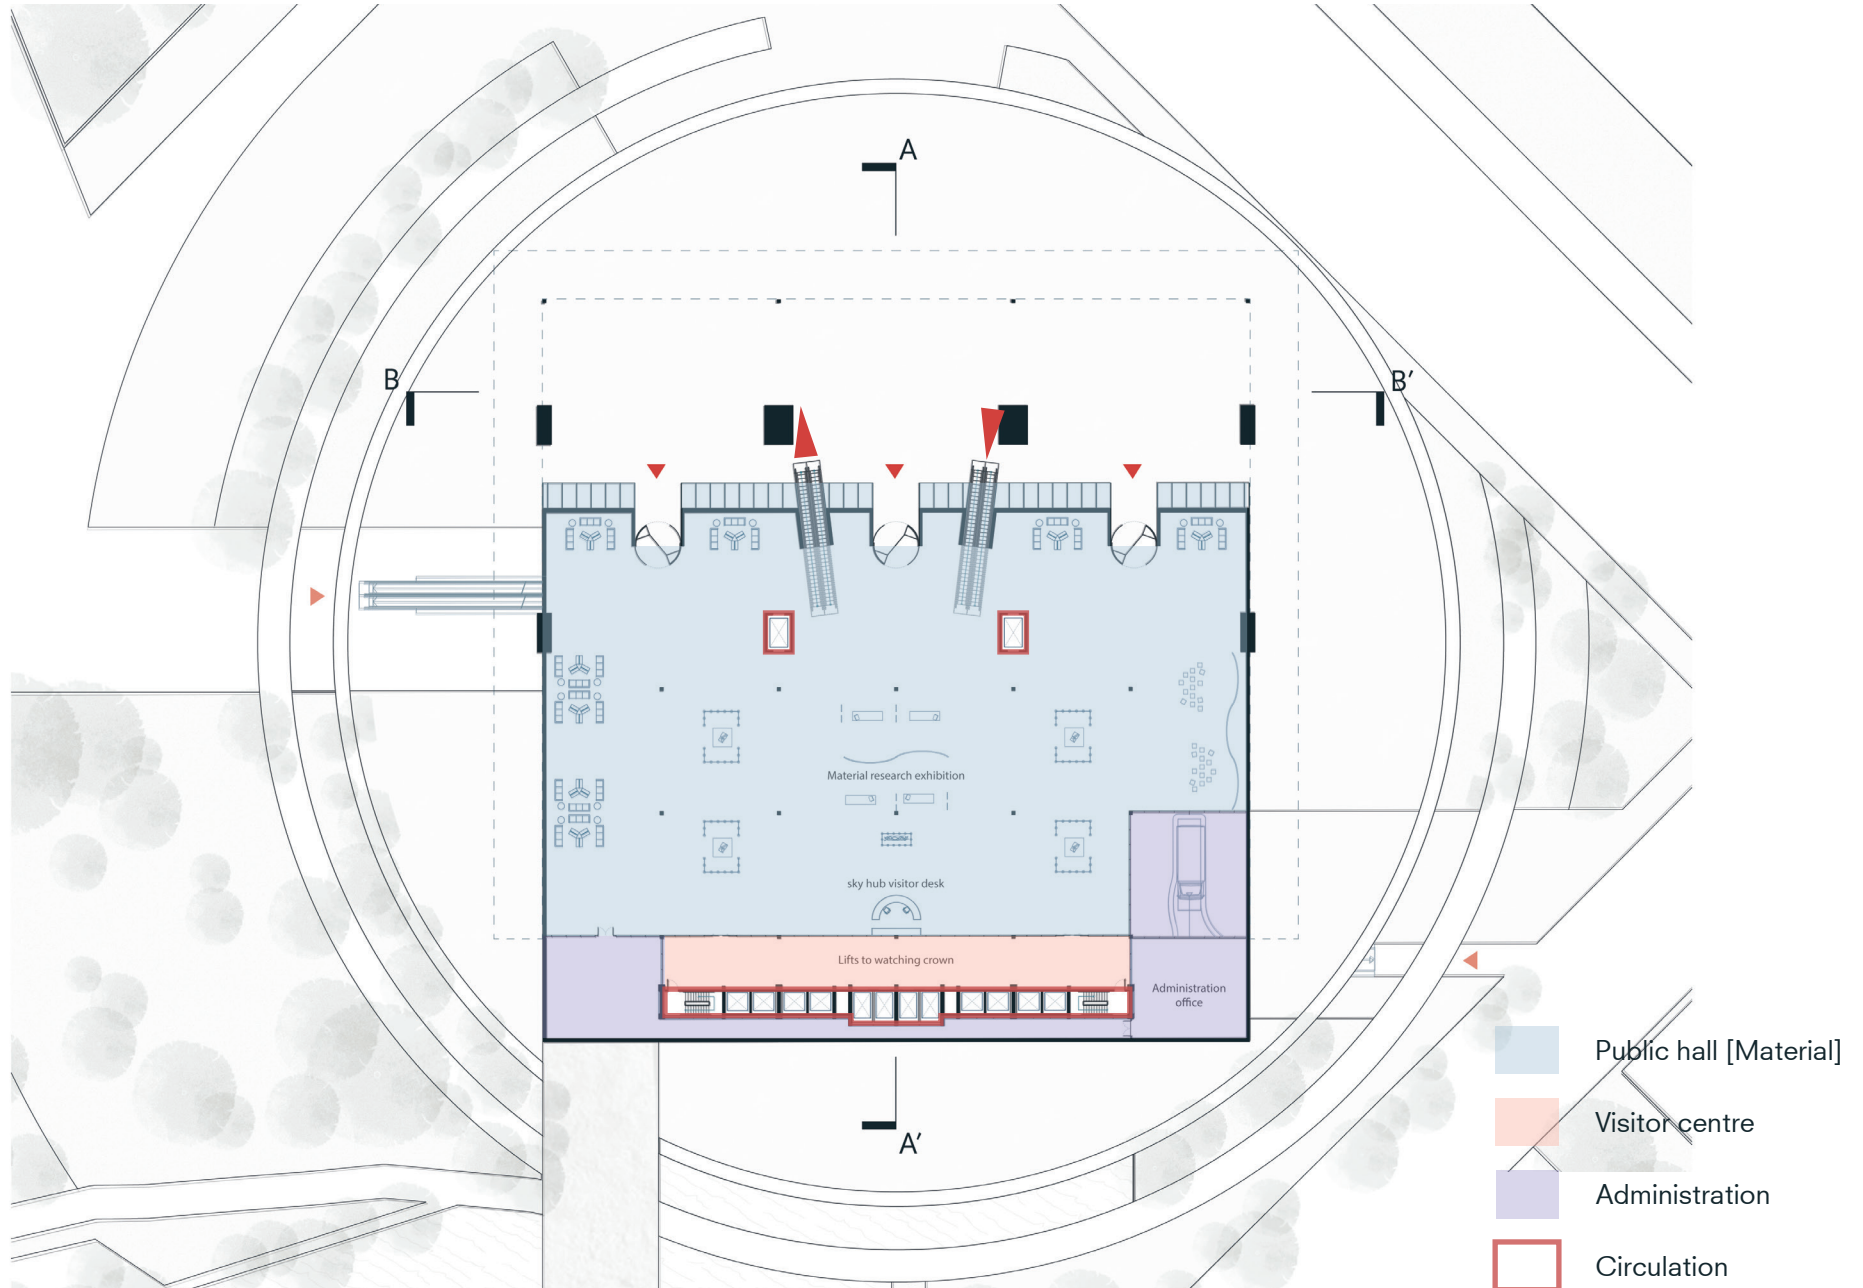 A
B
B′
Material research exhibition
sky hub visitor desk
Lifts to watching crown
Administration
office
Public hall [Material]
Visitor centre
A′
Administration
Circulation